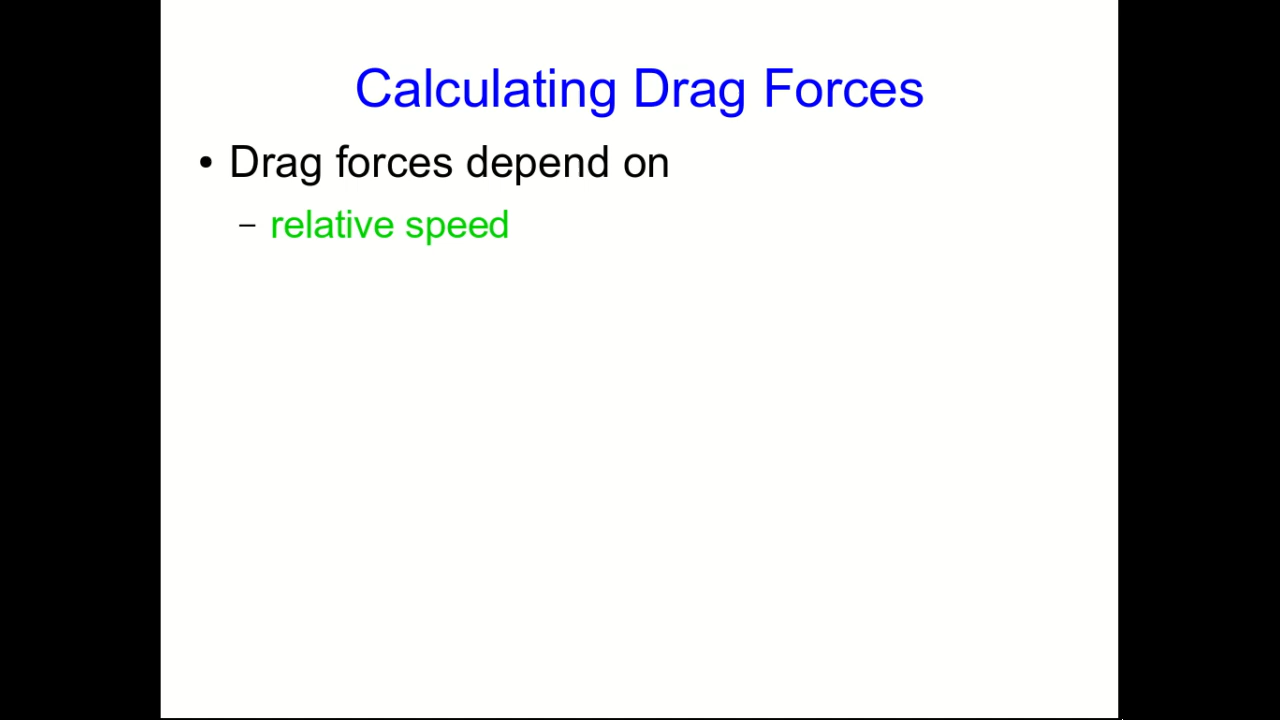 Calculating Drag Forces
• Drag forces depend on
– relative speed